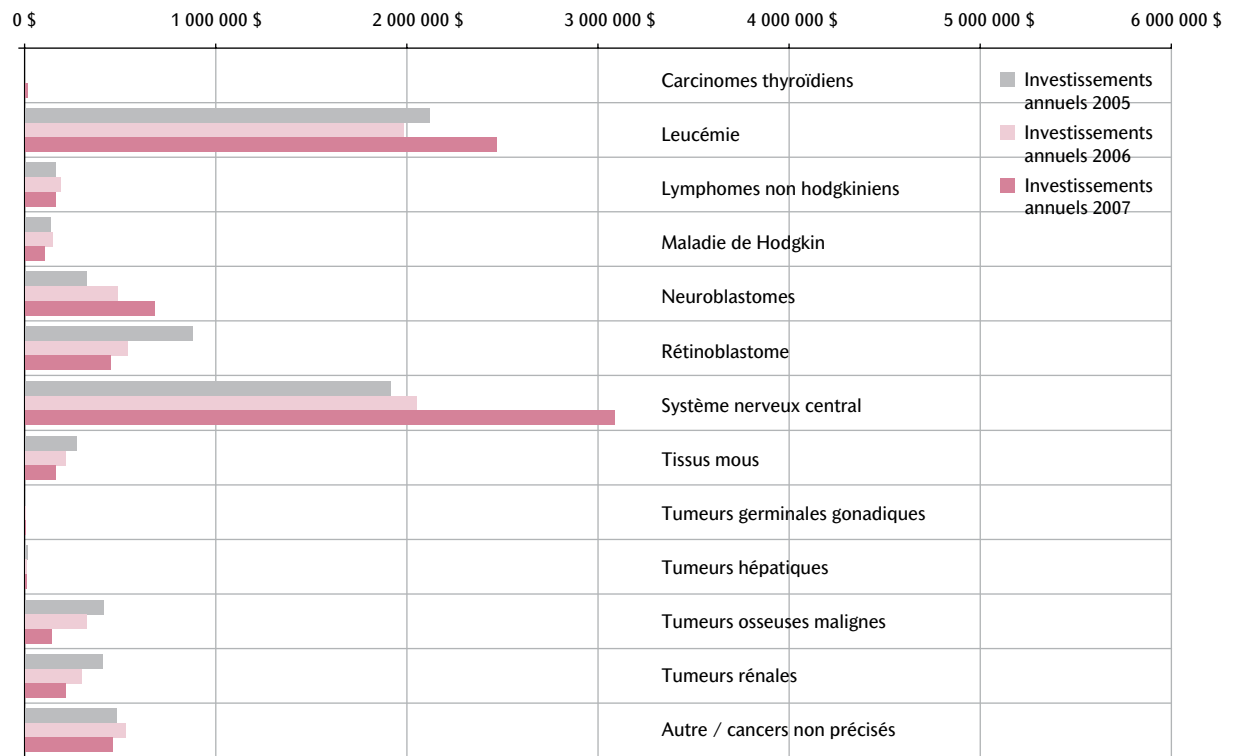 0 $ 1 000 000 $ 2 000 000 $ 3 000 000 $ 4 000 000 $ 5 000 000 $ 6 000 000 $
Carcinomes thyroïdiens
Leucémie
Lymphomes non hodgkiniens
Maladie de Hodgkin
Neuroblastomes
Rétinoblastome
Système nerveux central
Tissus mous
Tumeurs germinales gonadiques
Tumeurs hépatiques
Tumeurs osseuses malignes
Tumeurs rénales
Autre / cancers non précisés
Investissements
annuels 2005
Investissements
annuels 2006
Investissements
annuels 2007